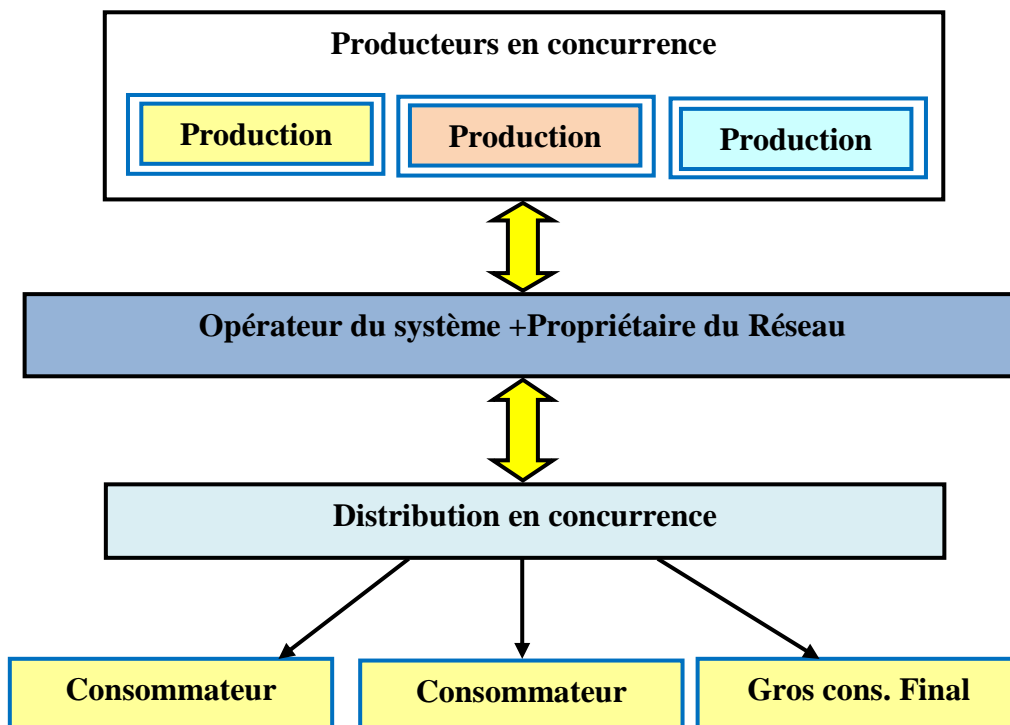 Producteurs en concurrence
Production
Production
Production
Opérateur du système +Propriétaire du Réseau
Distribution en concurrence
Consommateur
Consommateur
Gros cons. Final